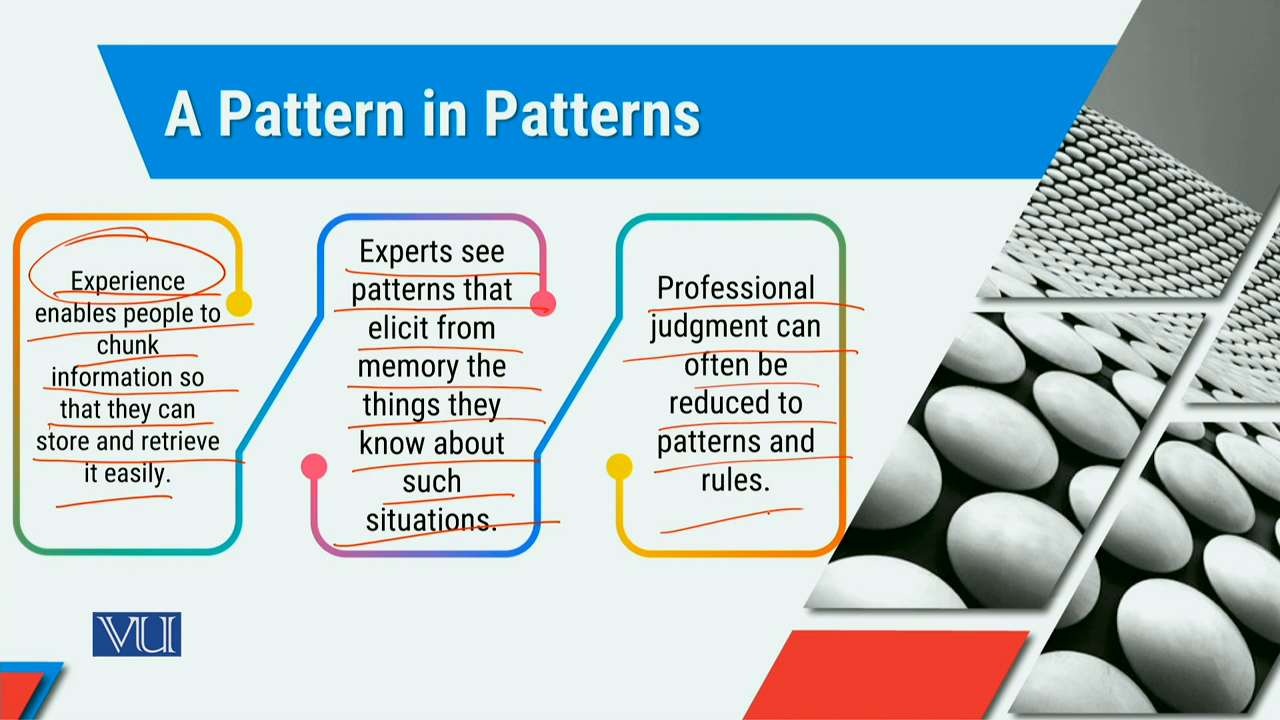 A Pattern in Patterns
Experience
enables people to
chunk
information so
that they can
store and retrieve
it easily.
Experts see
patterns that
elicit from
memory the
things they
know about
such
situations.
Professional
judgment can
often be
reduced to
patterns and
rules.
VU